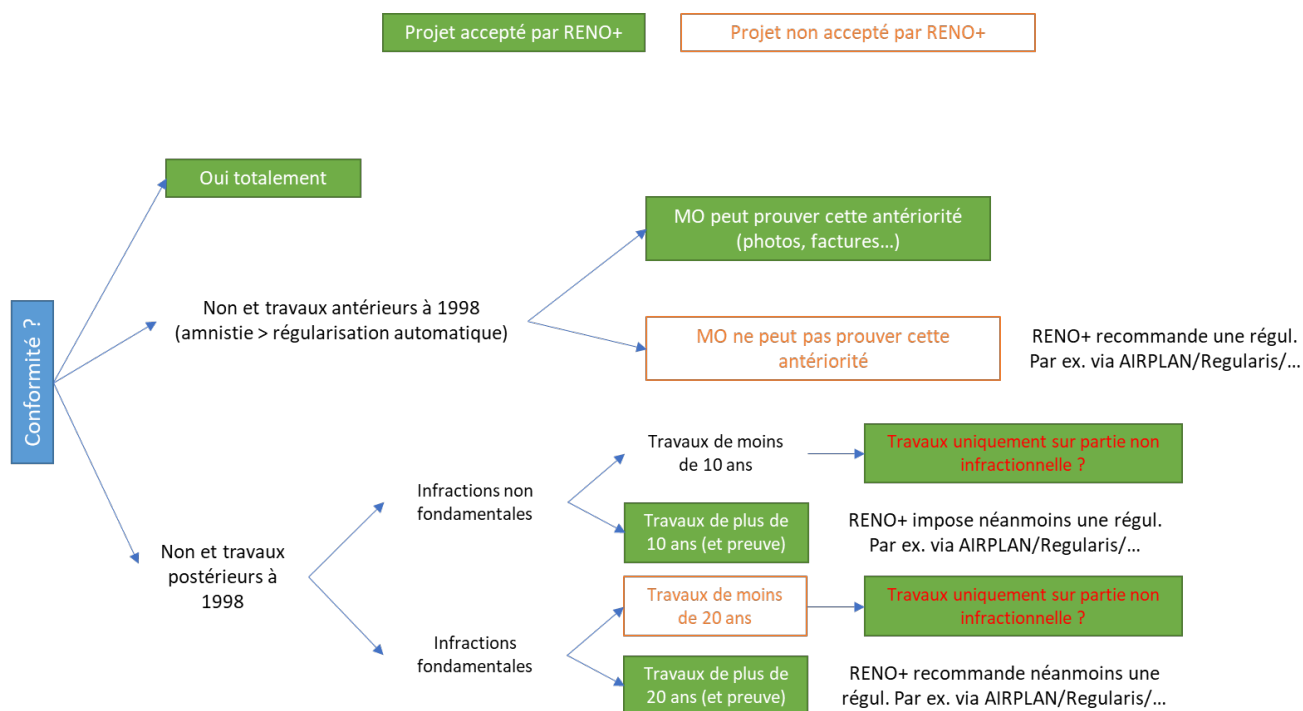 Projet accepté par RENO+
Projet non accepté par RENO+
Conformité ?
Oui totalement
Non et travaux antérieurs à 1998
(amnistie > régularisation automatique)
MO peut prouver cette antériorité
(photos, factures…)
MO ne peut pas prouver cette
antériorité
RENO+ recommande une régul.
Par ex. via AIRPLAN/Regularis/…
Non et travaux
postérieurs à
1998
Infractions non
fondamentales
Travaux de moins
de 10 ans
Travaux uniquement sur partie non
infractionnelle ?
Travaux de plus de
10 ans (et preuve)
RENO+ impose néanmoins une régul.
Par ex. via AIRPLAN/Regularis/…
Infractions
fondamentales
Travaux de moins
de 20 ans
Travaux uniquement sur partie non
infractionnelle ?
Travaux de plus de
20 ans (et preuve)
RENO+ recommande néanmoins une
régul. Par ex. via AIRPLAN/Regularis/…